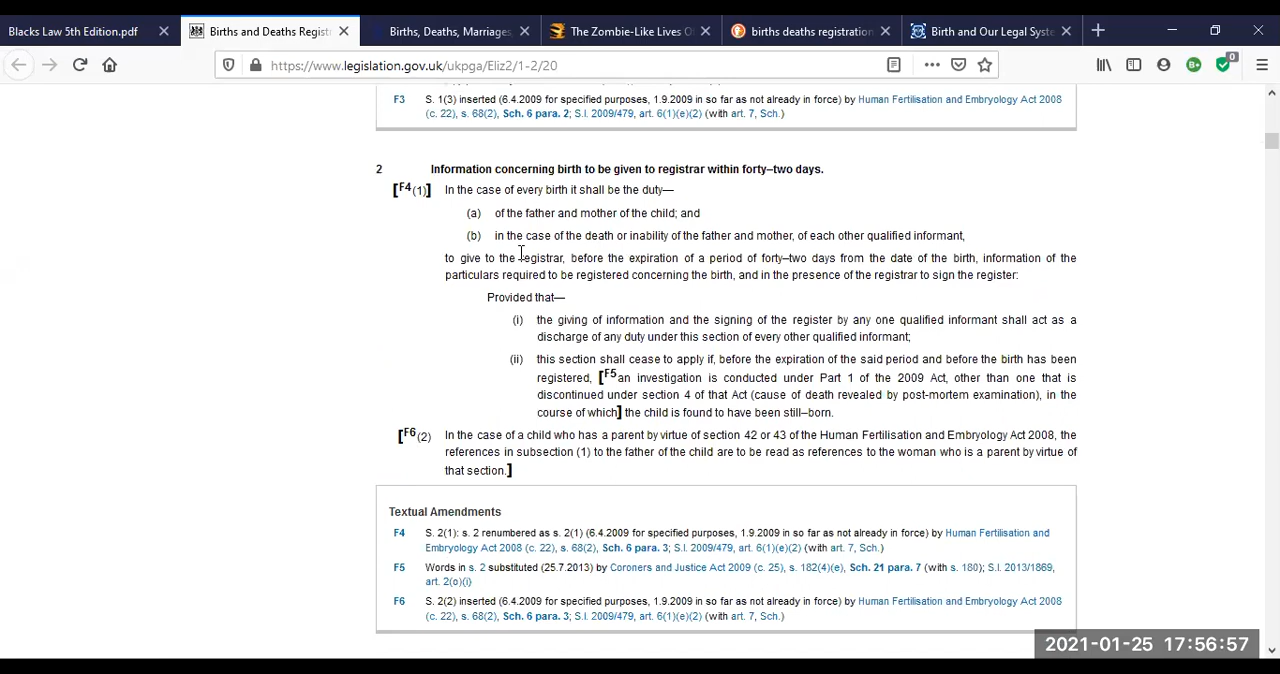 Blacks Law 5th Edition.pdf
Births and Deaths Regist
Births, Deaths, Marriages,
The Zombie-Like Lives O
births deaths registration
Birth and Our Legal Syste
https://www.legislation.gov.uk/ukpga/Eliz2/1-2/20
0
F3 S. 1(3) inserted (6.4.2009 for specified purposes, 1.9.2009 in so far as not already in force) by Human Fertilisation and Embryology Act 2008
(c. 22), s. 68(2), Sch. 6 para. 2; S.I. 2009/479, art. 6(1)(e)(2) (with art. 7, Sch.)
2 Information concerning birth to be given to registrar within forty–two days.
[F4(1)] In the case of every birth it shall be the duty—
(a) of the father and mother of the child; and
(b) in the case of the death or inability of the father and mother, of each other qualified informant,
to give to the registrar, before the expiration of a period of forty–two days from the date of the birth, information of the
particulars required to be registered concerning the birth, and in the presence of the registrar to sign the register:
Provided that—
(i) the giving of information and the signing of the register by any one qualified informant shall act as a
discharge of any duty under this section of every other qualified informant;
(ii) this section shall cease to apply if, before the expiration of the said period and before the birth has been
registered, [F5an investigation is conducted under Part 1 of the 2009 Act, other than one that is
discontinued under section 4 of that Act (cause of death revealed by post-mortem examination), in the
course of which] the child is found to have been still–born.
[F6(2) In the case of a child who has a parent by virtue of section 42 or 43 of the Human Fertilisation and Embryology Act 2008, the
references in subsection (1) to the father of the child are to be read as references to the woman who is a parent by virtue of
that section.]
Textual Amendments
F4 S. 2(1): s. 2 renumbered as s. 2(1) (6.4.2009 for specified purposes, 1.9.2009 in so far as not already in force) by Human Fertilisation and
Embryology Act 2008 (c. 22), s. 68(2), Sch. 6 para. 3; S.I. 2009/479, art. 6(1)(e)(2) (with art. 7, Sch.)
F5 Words in s. 2 substituted (25.7.2013) by Coroners and Justice Act 2009 (c. 25), s. 182(4)(e), Sch. 21 para. 7 (with s. 180); S.I. 2013/1869,
art. 2(o)(i)
F6 S. 2(2) inserted (6.4.2009 for specified purposes, 1.9.2009 in so far as not already in force) by Human Fertilisation and Embryology Act 2008
(c. 22), s. 68(2), Sch. 6 para. 3; S.I. 2009/479, art. 6(1)(e)(2) (with art. 7, Sch.)
2021-01-25 17:56:57